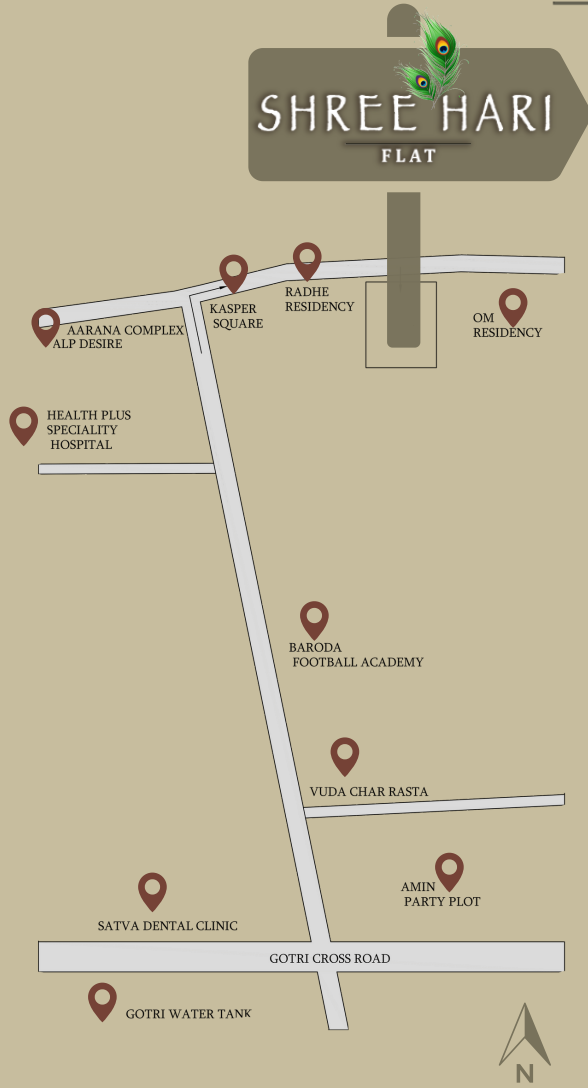 SHREE HARI
FLAT
RADHE
RESIDENCY
KASPER
SQUARE
OM
RESIDENCY
AARANA COMPLEX
ALP DESIRE
HEALTH PLUS
SPECIALITY
HOSPITAL
BARODA
FOOTBALL ACADEMY
VUDA CHAR RASTA
AMIN
PARTY PLOT
SATVA DENTAL CLINIC
GOTRI CROSS ROAD
GOTRI WATER TANK
N